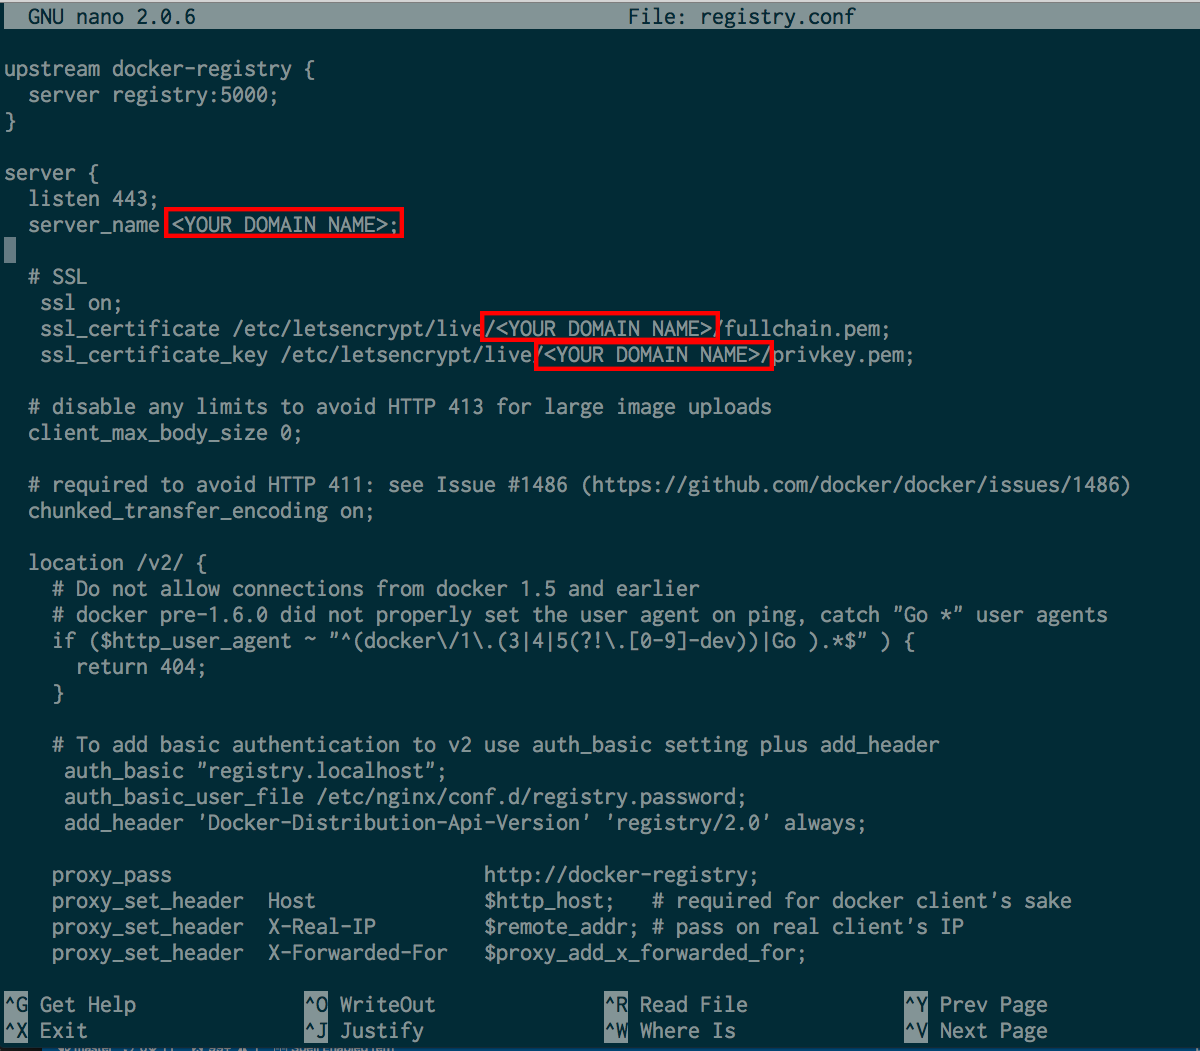 GNU nano 2.0.6 File: registry.conf
upstream docker-registry {
server registry:5000;
}
server {
listen 443;
server_name <YOUR DOMAIN NAME>;
# SSL
ssl on;
ssl_certificate /etc/letsencrypt/live/<YOUR DOMAIN NAME>/fullchain.pem;
ssl_certificate_key /etc/letsencrypt/live/<YOUR DOMAIN NAME>/privkey.pem;
# disable any limits to avoid HTTP 413 for large image uploads
client_max_body_size 0;
# required to avoid HTTP 411: see Issue #1486 (https://github.com/docker/docker/issues/1486)
chunked_transfer_encoding on;
location /v2/ {
# Do not allow connections from docker 1.5 and earlier
# docker pre-1.6.0 did not properly set the user agent on ping, catch "Go *" user agents
if ($http_user_agent ~ "^(docker\/1\.(3|4|5(?!\.[0-9]-dev))|Go ).*$" ) {
return 404;
}
# To add basic authentication to v2 use auth_basic setting plus add_header
auth_basic "registry.localhost";
auth_basic_user_file /etc/nginx/conf.d/registry.password;
add_header 'Docker-Distribution-Api-Version' 'registry/2.0' always;
proxy_pass http://docker-registry;
proxy_set_header Host $http_host; # required for docker client's sake
proxy_set_header X-Real-IP $remote_addr; # pass on real client's IP
proxy_set_header X-Forwarded-For $proxy_add_x_forwarded_for;
^G Get Help ^O WriteOut ^R Read File ^Y Prev Page
^X Exit ^J Justify ^W Where Is ^V Next Page